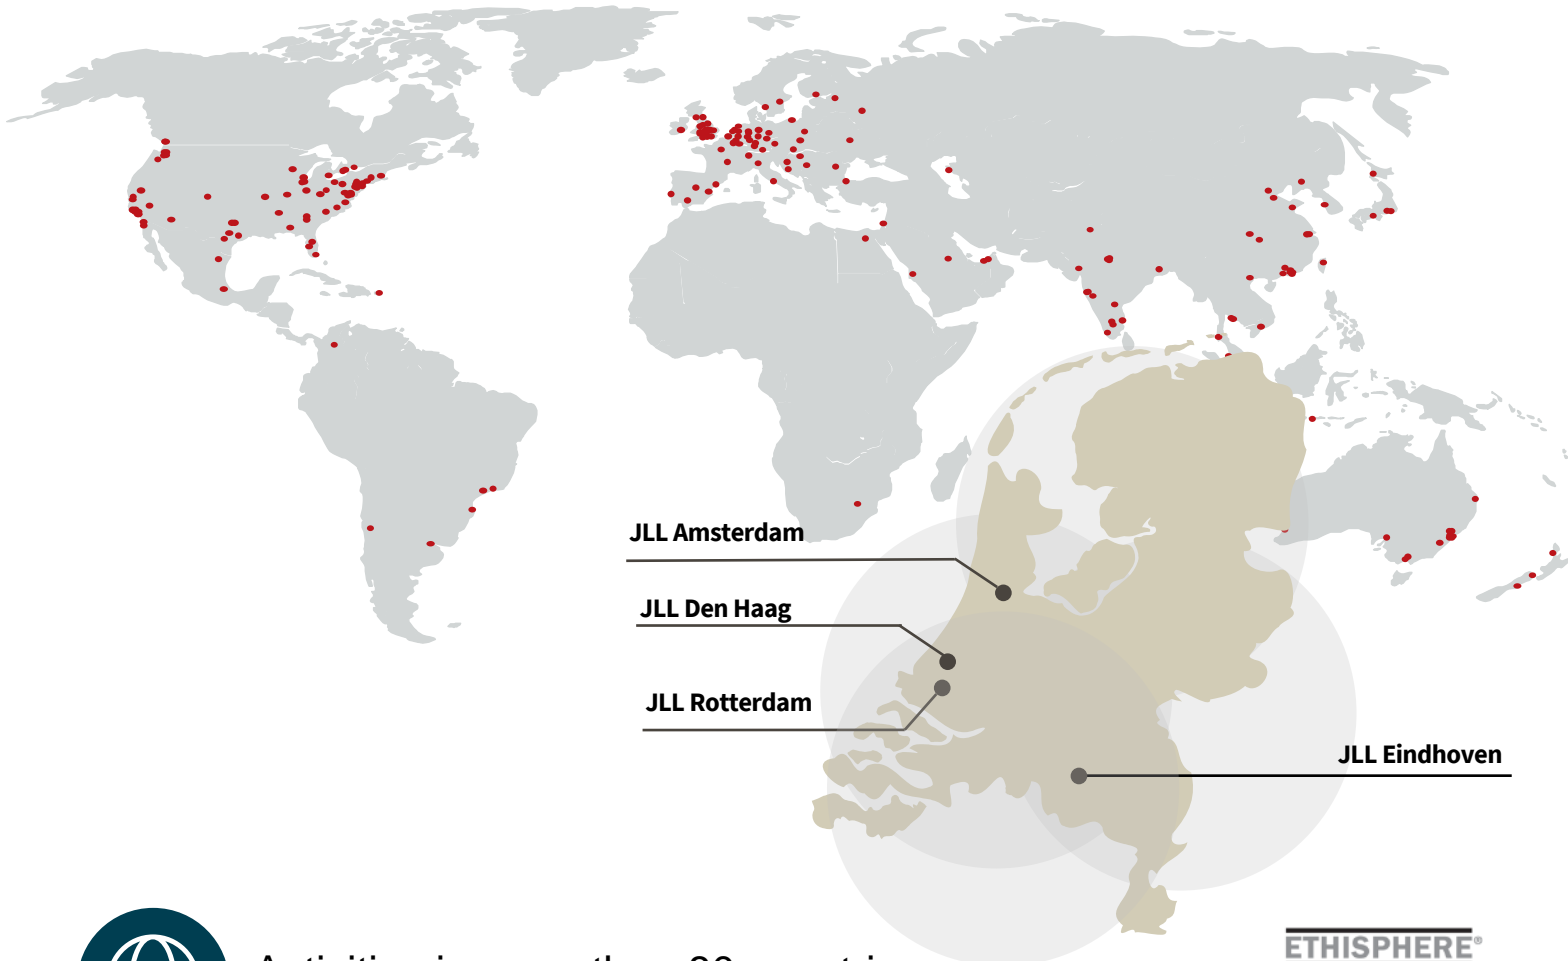 JLL Amsterdam
JLL Den Haag
JLL Rotterdam
JLL Eindhoven
ETHISPHERE®